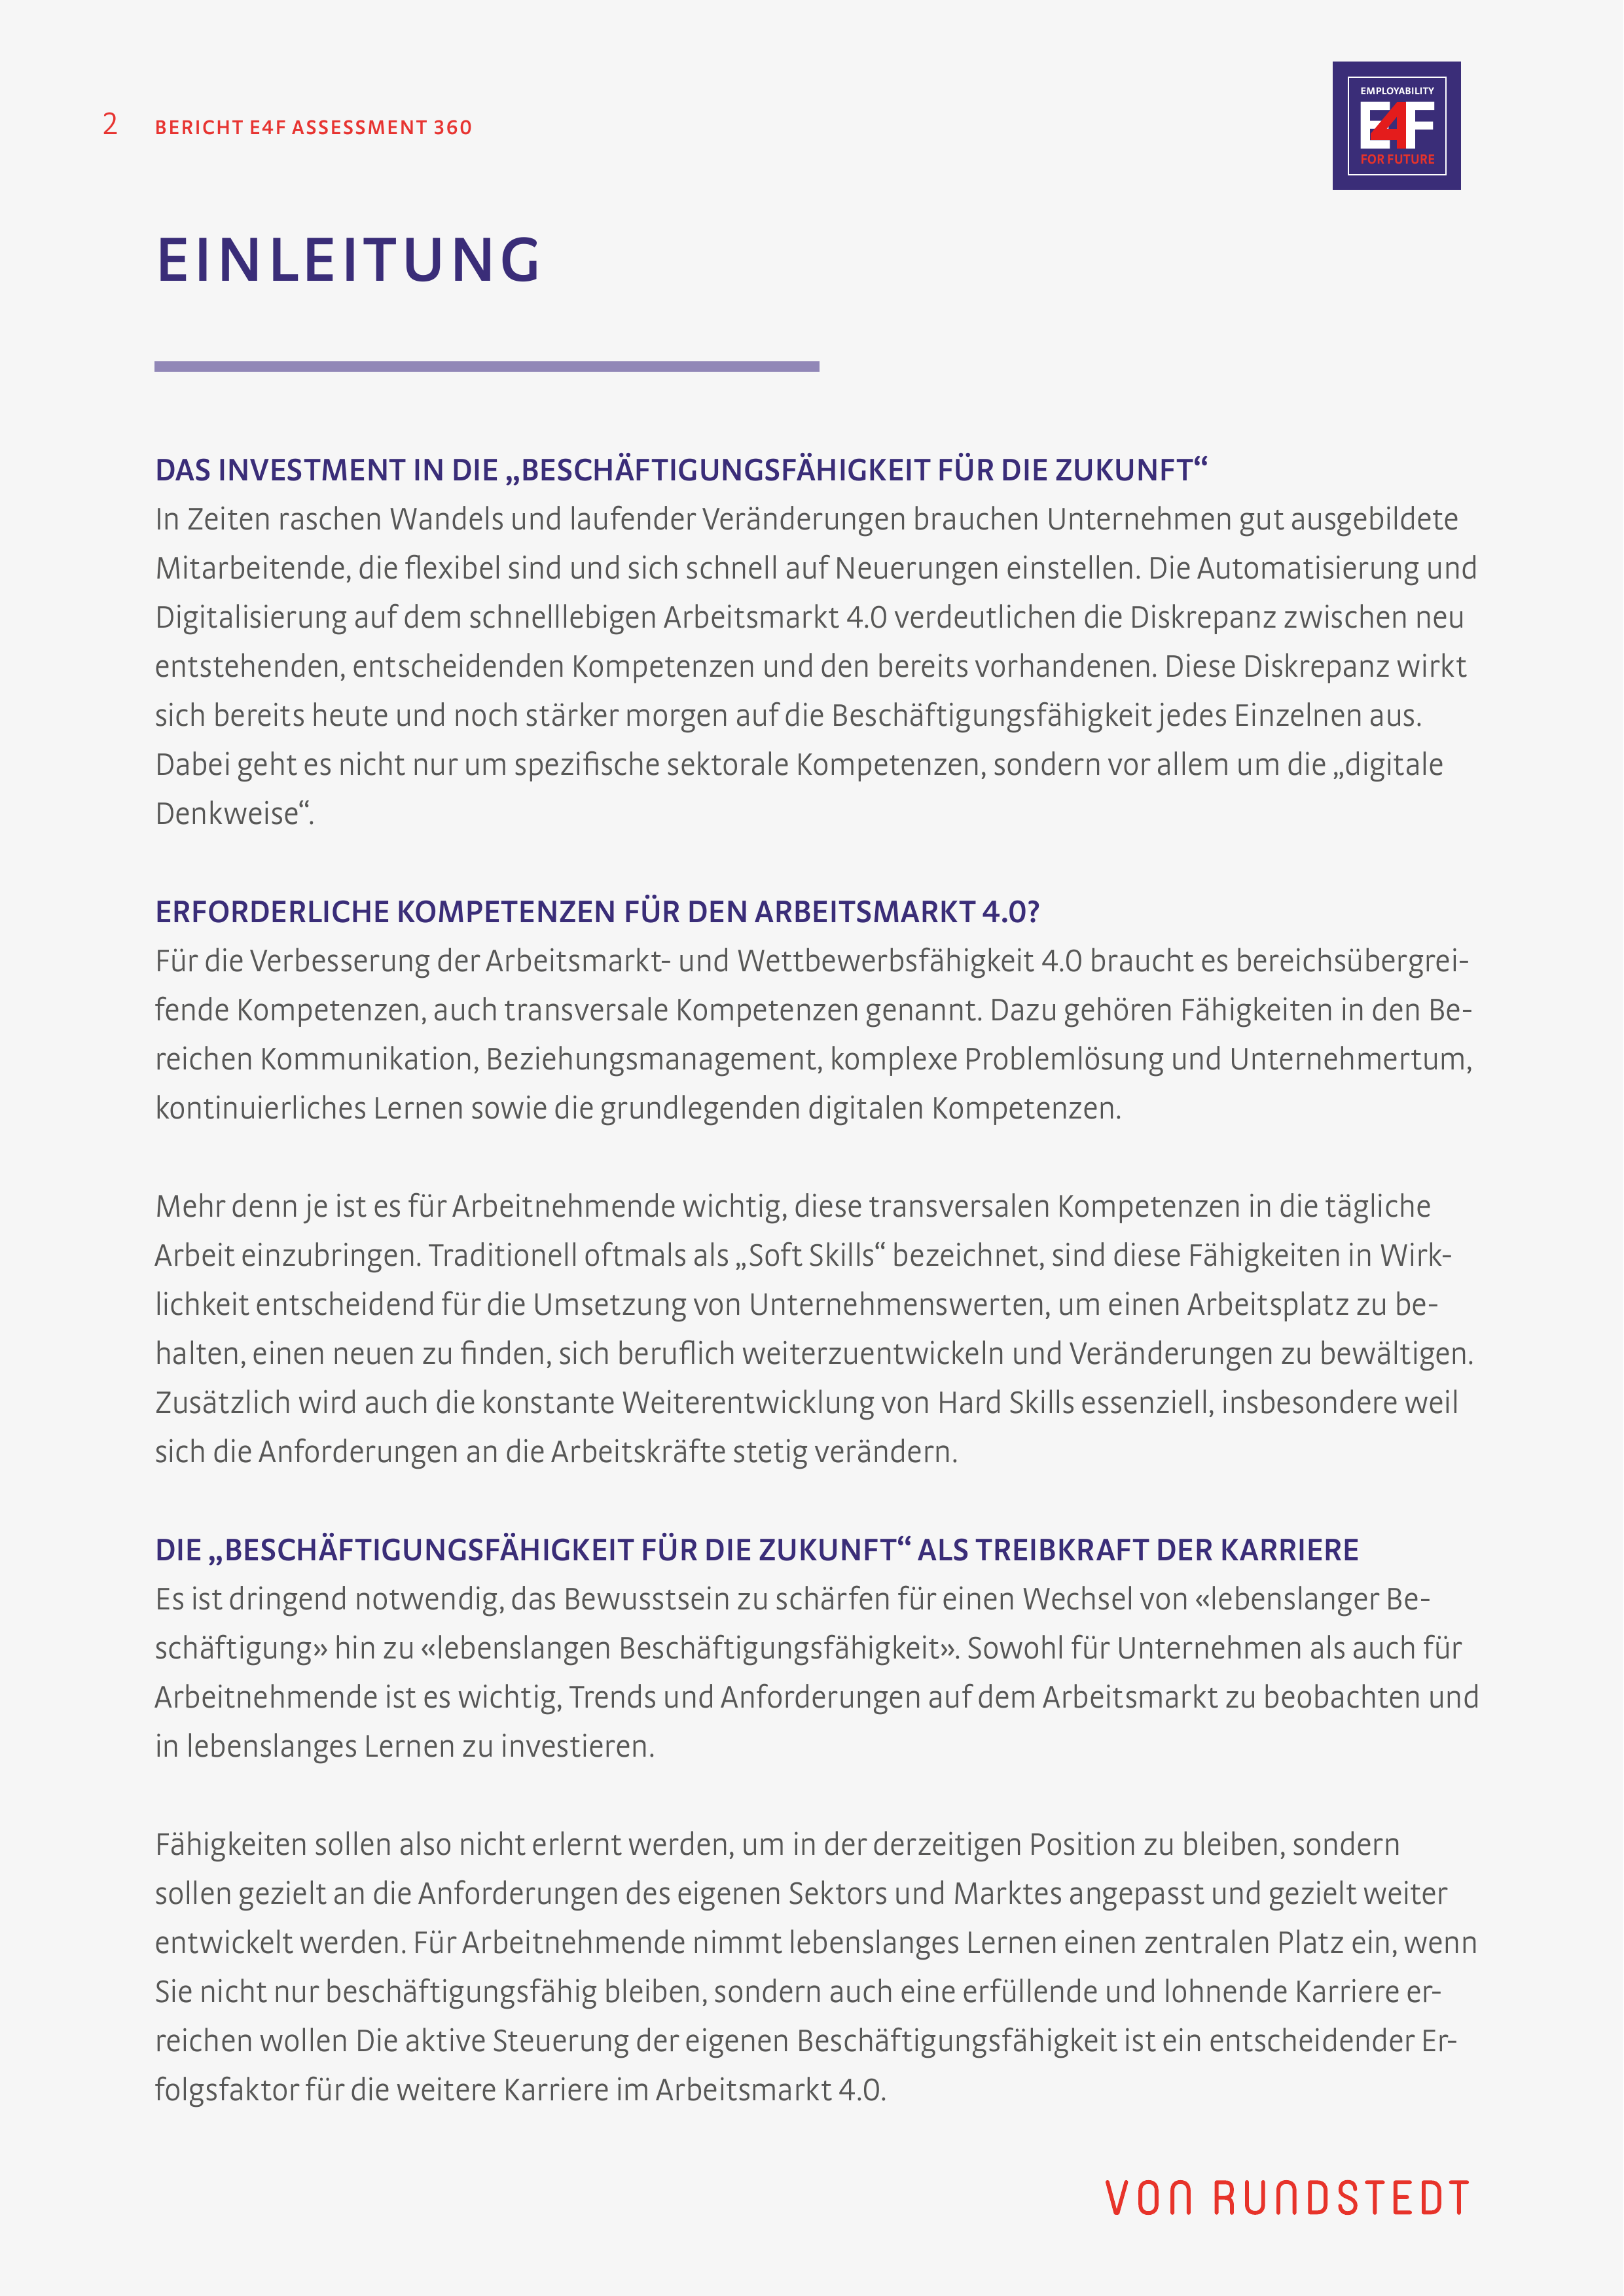 2 BERICHT E4F ASSESSMENT 360
EMPLOYABILITY
E4F
FOR FUTURE
EINLEITUNG
DAS INVESTMENT IN DIE „BESCHÄFTIGUNGSFÄHIGKEIT FÜR DIE ZUKUNFT“
In Zeiten raschen Wandels und laufender Veränderungen brauchen Unternehmen gut ausgebildete
Mitarbeitende, die flexibel sind und sich schnell auf Neuerungen einstellen. Die Automatisierung und
Digitalisierung auf dem schnelllebigen Arbeitsmarkt 4.0 verdeutlichen die Diskrepanz zwischen neu
entstehenden, entscheidenden Kompetenzen und den bereits vorhandenen. Diese Diskrepanz wirkt
sich bereits heute und noch stärker morgen auf die Beschäftigungsfähigkeit jedes Einzelnen aus.
Dabei geht es nicht nur um spezifische sektorale Kompetenzen, sondern vor allem um die „digitale
Denkweise“.
ERFORDERLICHE KOMPETENZEN FÜR DEN ARBEITSMARKT 4.0?
Für die Verbesserung der Arbeitsmarkt- und Wettbewerbsfähigkeit 4.0 braucht es bereichsübergrei-
fende Kompetenzen, auch transversale Kompetenzen genannt. Dazu gehören Fähigkeiten in den Be-
reichen Kommunikation, Beziehungsmanagement, komplexe Problemlösung und Unternehmertum,
kontinuierliches Lernen sowie die grundlegenden digitalen Kompetenzen.
Mehr denn je ist es für Arbeitnehmende wichtig, diese transversalen Kompetenzen in die tägliche
Arbeit einzubringen. Traditionell oftmals als „Soft Skills“ bezeichnet, sind diese Fähigkeiten in Wirk-
lichkeit entscheidend für die Umsetzung von Unternehmenswerten, um einen Arbeitsplatz zu be-
halten, einen neuen zu finden, sich beruflich weiterzuentwickeln und Veränderungen zu bewältigen.
Zusätzlich wird auch die konstante Weiterentwicklung von Hard Skills essenziell, insbesondere weil
sich die Anforderungen an die Arbeitskräfte stetig verändern.
DIE „BESCHÄFTIGUNGSFÄHIGKEIT FÜR DIE ZUKUNFT“ ALS TREIBKRAFT DER KARRIERE
Es ist dringend notwendig, das Bewusstsein zu schärfen für einen Wechsel von «lebenslanger Be-
schäftigung» hin zu «lebenslangen Beschäftigungsfähigkeit». Sowohl für Unternehmen als auch für
Arbeitnehmende ist es wichtig, Trends und Anforderungen auf dem Arbeitsmarkt zu beobachten und
in lebenslanges Lernen zu investieren.
Fähigkeiten sollen also nicht erlernt werden, um in der derzeitigen Position zu bleiben, sondern
sollen gezielt an die Anforderungen des eigenen Sektors und Marktes angepasst und gezielt weiter
entwickelt werden. Für Arbeitnehmende nimmt lebenslanges Lernen einen zentralen Platz ein, wenn
Sie nicht nur beschäftigungsfähig bleiben, sondern auch eine erfüllende und lohnende Karriere er-
reichen wollen Die aktive Steuerung der eigenen Beschäftigungsfähigkeit ist ein entscheidender Er-
folgsfaktor für die weitere Karriere im Arbeitsmarkt 4.0.
VON RUNDSTEDT